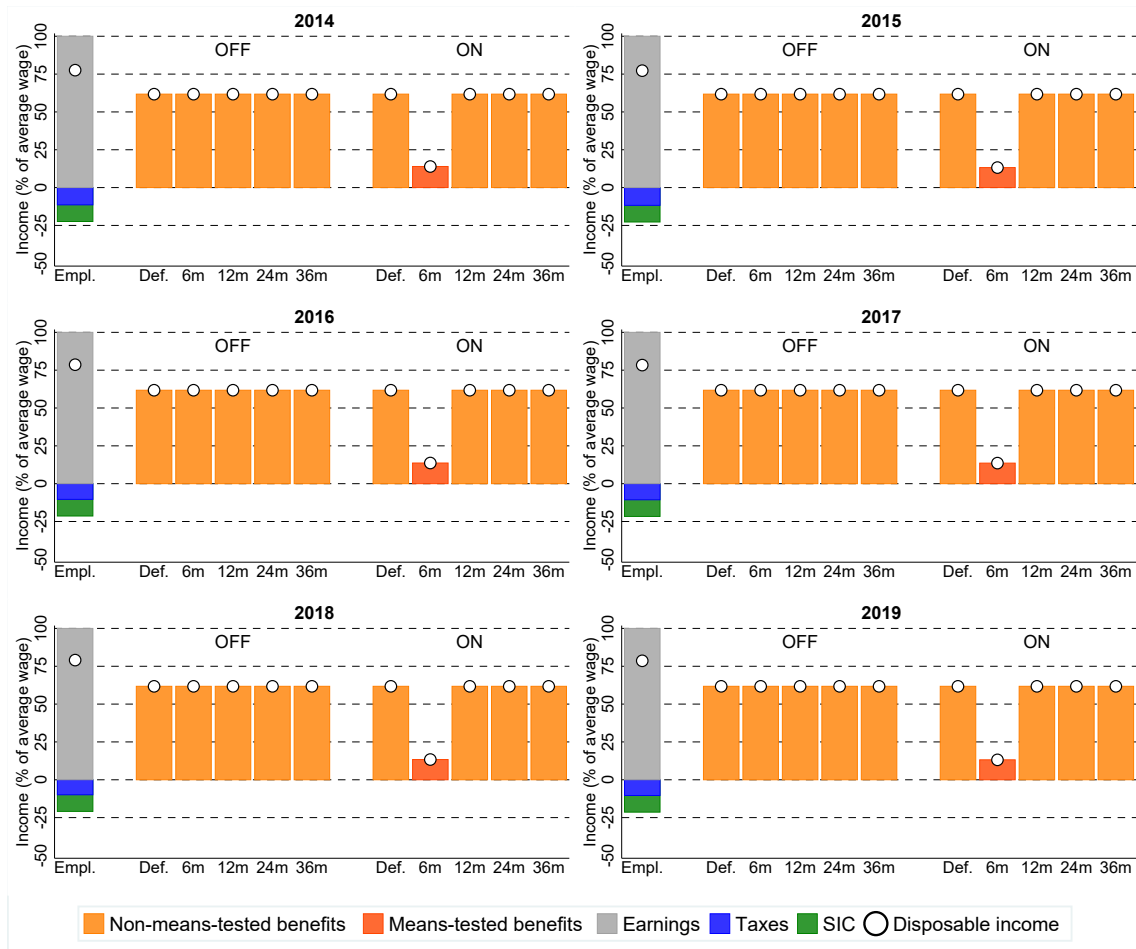 2014
Income (% of average wage)
100
75
50
25
0
-25
-50
OFF
ON
Empl. Def. 6m 12m 24m 36m Def. 6m 12m 24m 36m
2015
Income (% of average wage)
100
75
50
25
0
-25
-50
OFF
ON
Empl. Def. 6m 12m 24m 36m Def. 6m 12m 24m 36m
2016
Income (% of average wage)
100
75
50
25
0
-25
-50
OFF
ON
Empl. Def. 6m 12m 24m 36m Def. 6m 12m 24m 36m
2017
Income (% of average wage)
100
75
50
25
0
-25
-50
OFF
ON
Empl. Def. 6m 12m 24m 36m Def. 6m 12m 24m 36m
2018
Income (% of average wage)
100
75
50
25
0
-25
-50
OFF
ON
Empl. Def. 6m 12m 24m 36m Def. 6m 12m 24m 36m
2019
Income (% of average wage)
100
75
50
25
0
-25
-50
OFF
ON
Empl. Def. 6m 12m 24m 36m Def. 6m 12m 24m 36m
Non-means-tested benefits Means-tested benefits Earnings Taxes SIC Disposable income